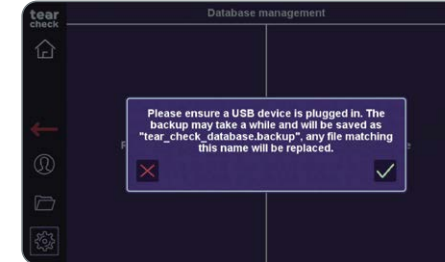 tear
check
Database management
Please ensure a USB device is plugged in. The
backup may take a while and will be saved as
"tear_check_database.backup", any file matching
this name will be replaced.